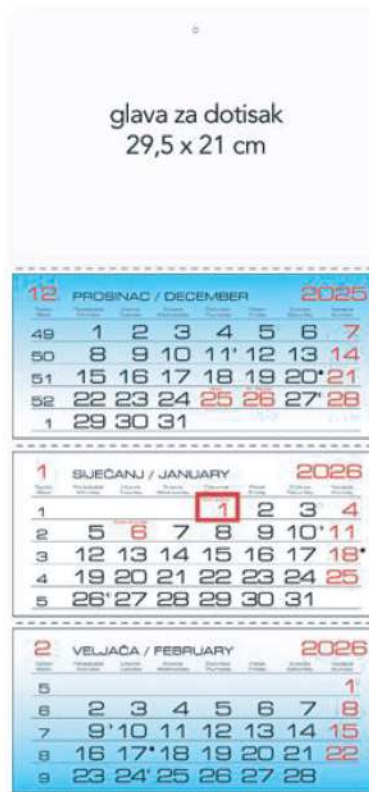 glava za dotisak
29,5 x 21 cm
12 PROSINAC / DECEMBER 2025
49 1 2 3 4 5 6 7
50 8 9 10 11 12 13 14
51 15 16 17 18 19 20 21
52 22 23 24 25 26 27 28
1 29 30 31
1 SIJEČANJ / JANUARY 2026
1 1 2 3 4
2 5 6 7 8 9 10 11
3 12 13 14 15 16 17 18
4 19 20 21 22 23 24 25
5 26 27 28 29 30 31
2 VELJAČA / FEBRUARY 2026
5 1
6 2 3 4 5 6 7 8
7 9 10 11 12 13 14 15
8 16 17 18 19 20 21 22
9 23 24 25 26 27 28